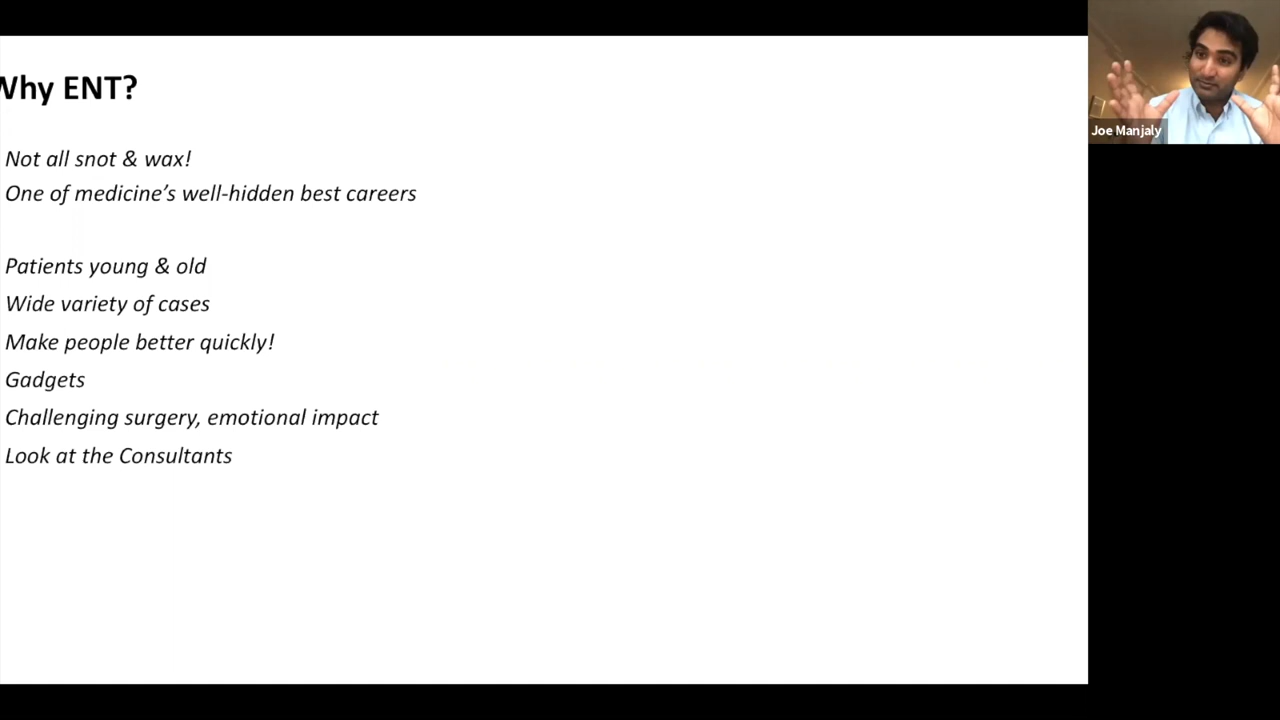 Why ENT?
Not all snot & wax!
One of medicine’s well-hidden best careers
Patients young & old
Wide variety of cases
Make people better quickly!
Gadgets
Challenging surgery, emotional impact
Look at the Consultants
Joe Manjaly